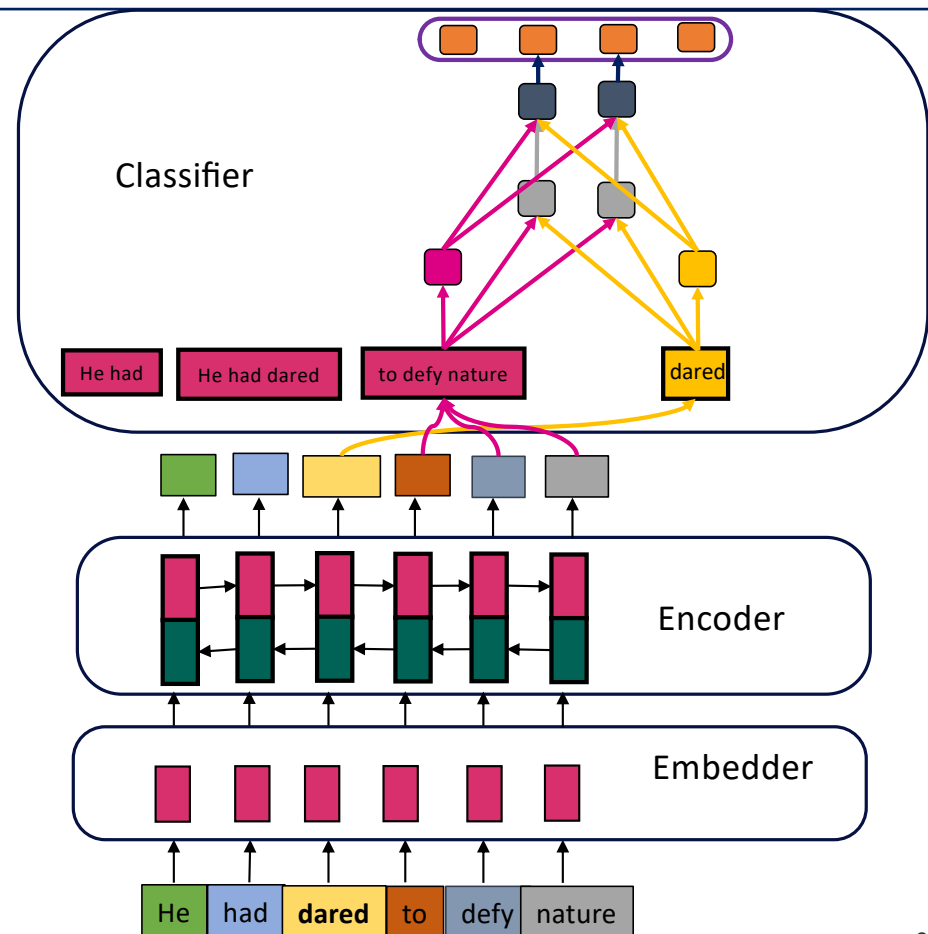 Classifier
He had
He had dared
to defy nature
dared
Encoder
Embedder
He had dared to defy nature